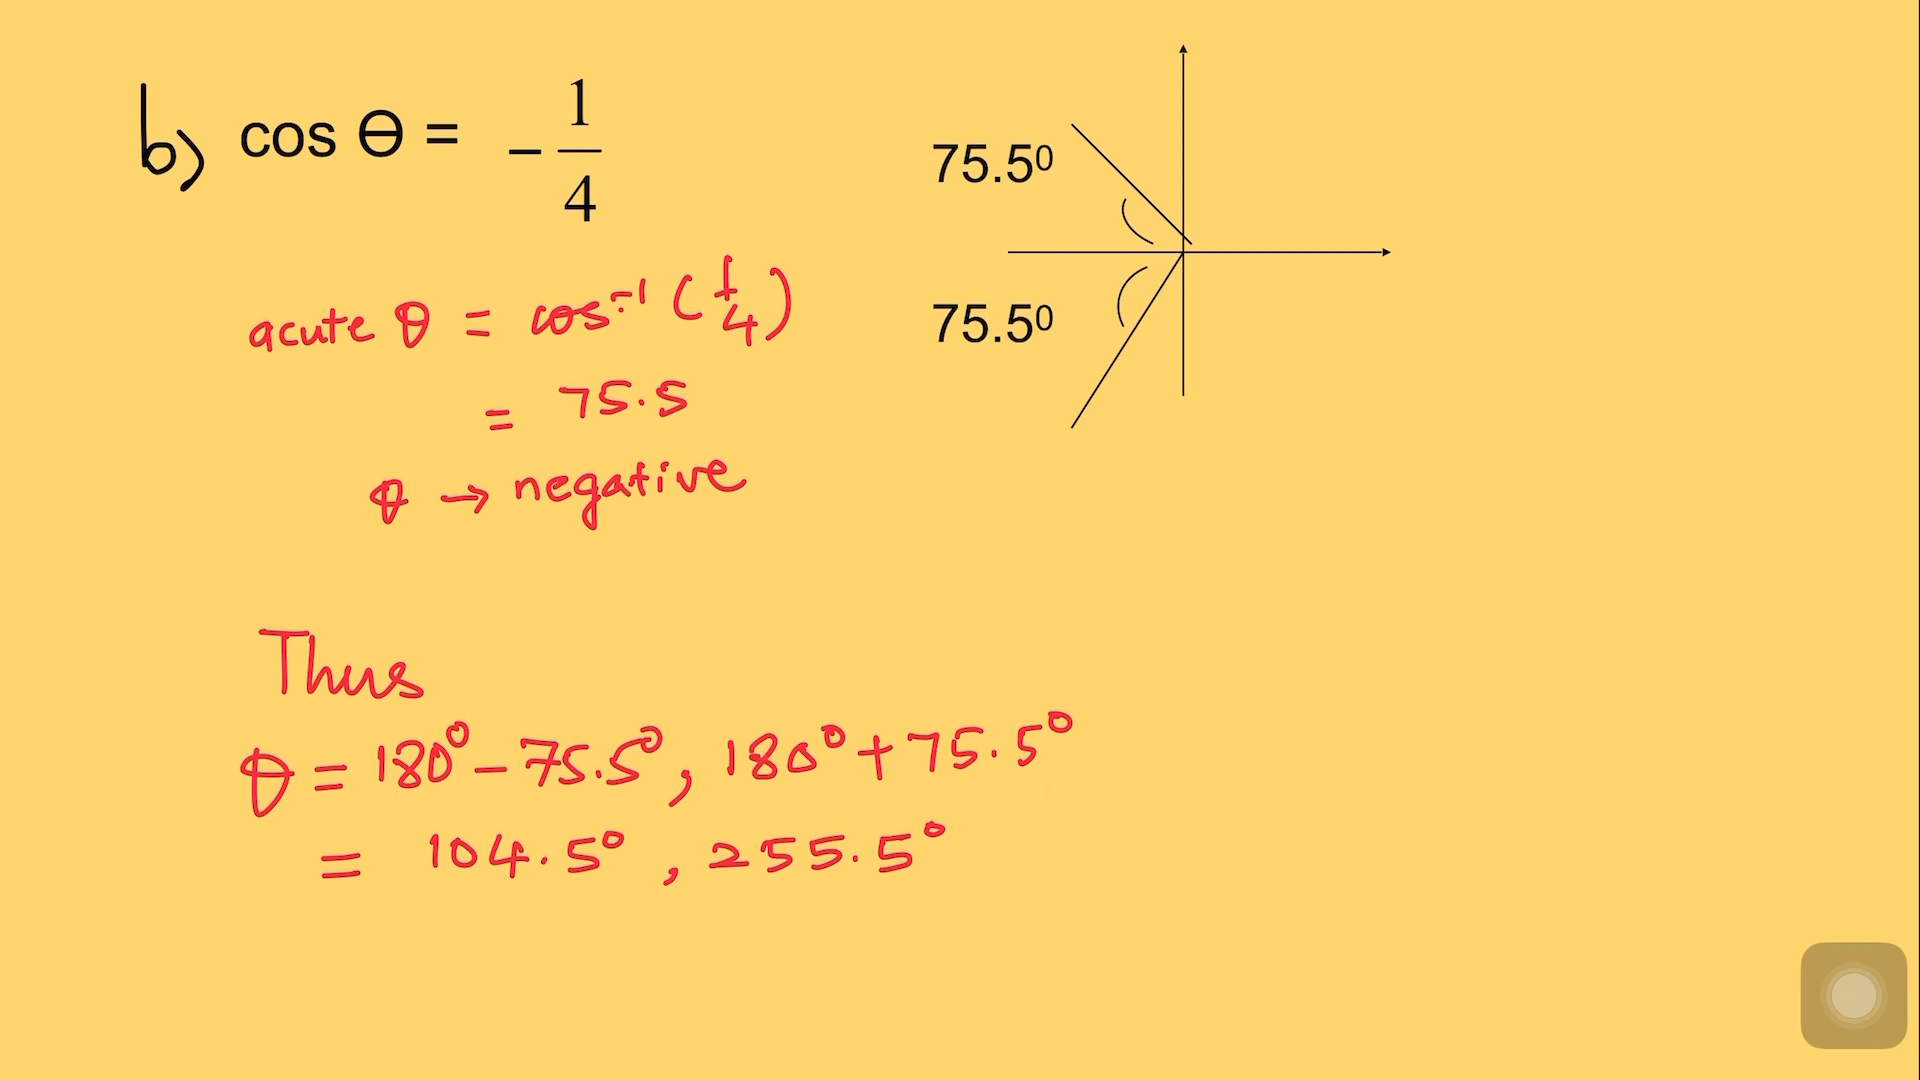 b) cos Θ = - 1/4
75.5⁰
75.5⁰
acute θ = cos⁻¹ (1/4)
= 75.5
θ → negative
Thus
θ = 180° - 75.5°, 180° + 75.5°
= 104.5°, 255.5°